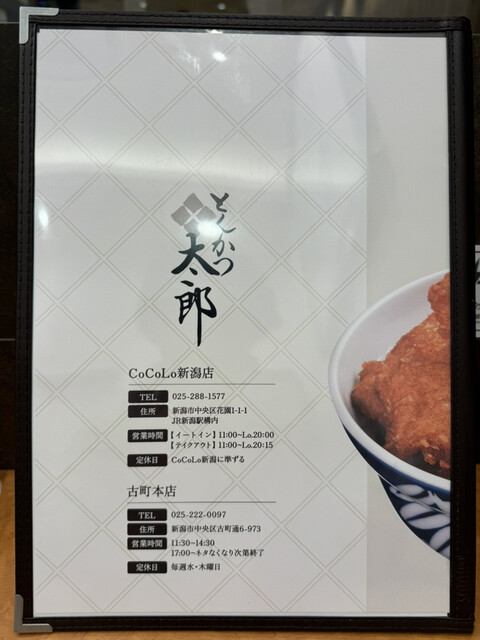 とんかつ
太郎
CoCoLo新潟店
TEL 025-288-1577
住所 新潟市中央区花園1-1-1
JR新潟駅構内
営業時間 【イートイン】11:00~Lo.20:00
【テイクアウト】11:00~Lo.20:15
定休日 CoCoLo新潟に準ずる
古町本店
TEL 025-222-0097
住所 新潟市中央区古町通6-973
営業時間 11:30~14:30
17:00~ネタなくなり次第終了
定休日 毎週水・木曜日